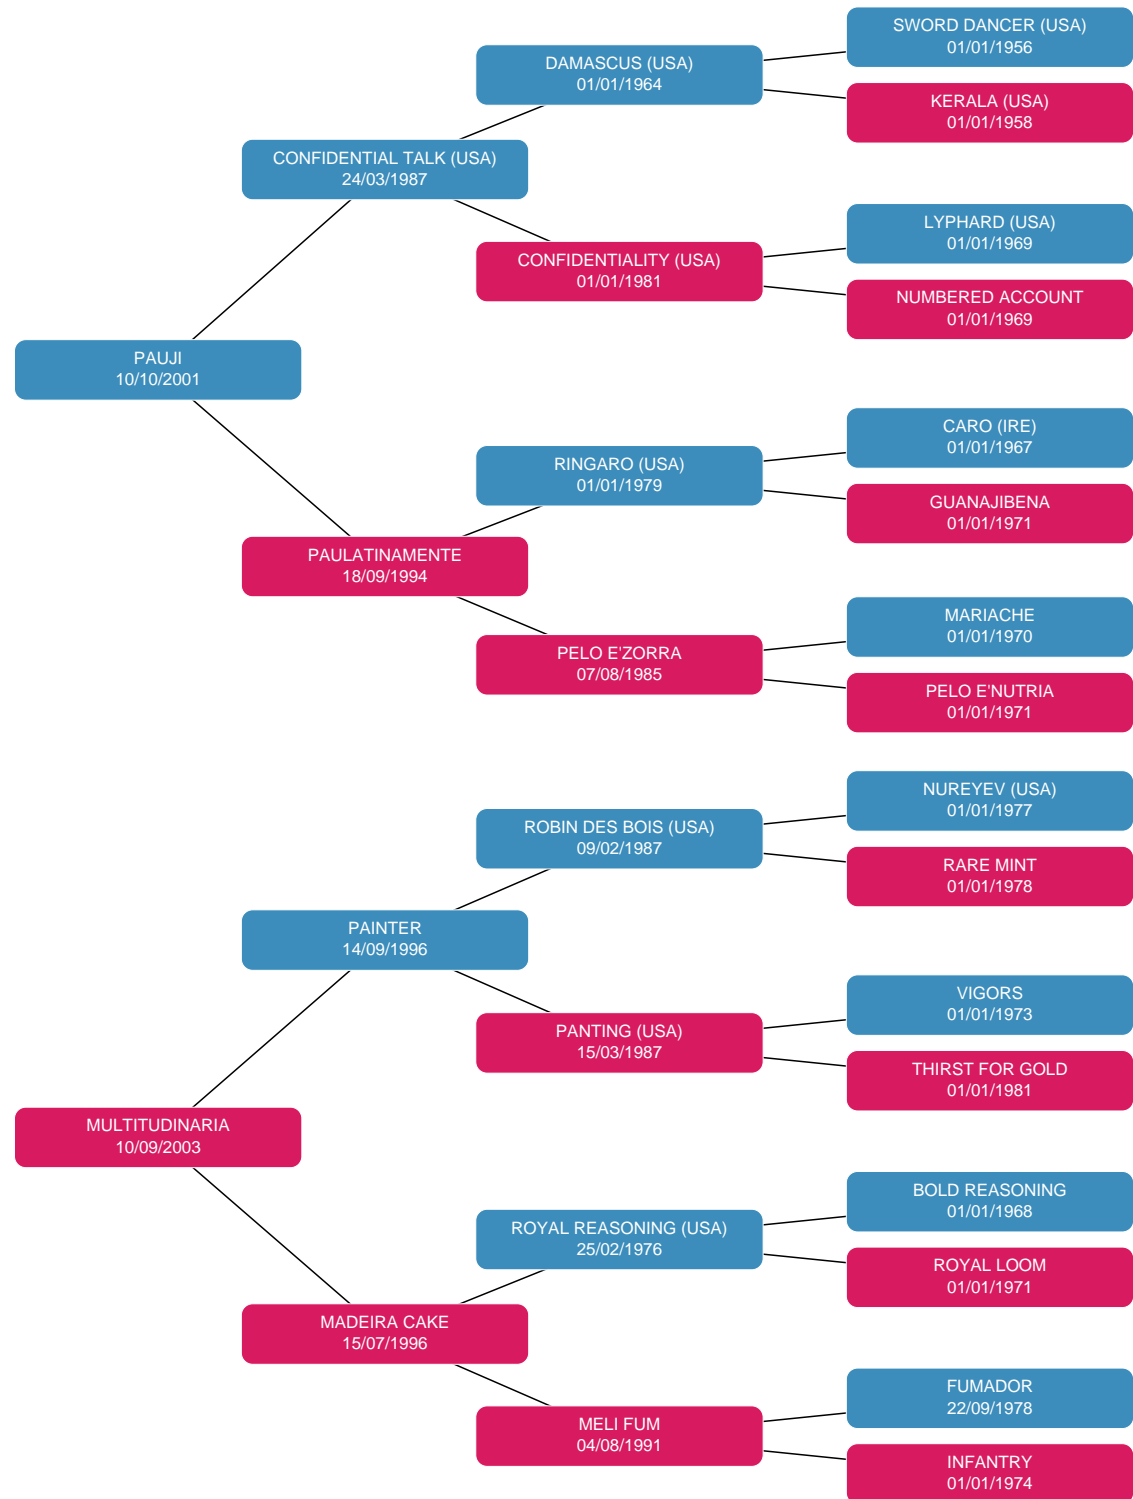 SWORD DANCER (USA)
01/01/1956
DAMASCUS (USA)
01/01/1964
KERALA (USA)
01/01/1958
CONFIDENTIAL TALK (USA)
24/03/1987
LYPHARD (USA)
01/01/1969
CONFIDENTIALITY (USA)
01/01/1981
NUMBERED ACCOUNT
01/01/1969
PAUJI
10/10/2001
CARO (IRE)
01/01/1967
RINGARO (USA)
01/01/1979
GUANAJIBENA
01/01/1971
PAULATINAMENTE
18/09/1994
MARIACHE
01/01/1970
PELO E'ZORRA
07/08/1985
PELO E'NUTRIA
01/01/1971
NUREYEV (USA)
01/01/1977
ROBIN DES BOIS (USA)
09/02/1987
RARE MINT
01/01/1978
PAINTER
14/09/1996
VIGORS
01/01/1973
PANTING (USA)
15/03/1987
THIRST FOR GOLD
01/01/1981
MULTITUDINARIA
10/09/2003
BOLD REASONING
01/01/1968
ROYAL REASONING (USA)
25/02/1976
ROYAL LOOM
01/01/1971
MADEIRA CAKE
15/07/1996
FUMADOR
22/09/1978
MELI FUM
04/08/1991
INFANTRY
01/01/1974